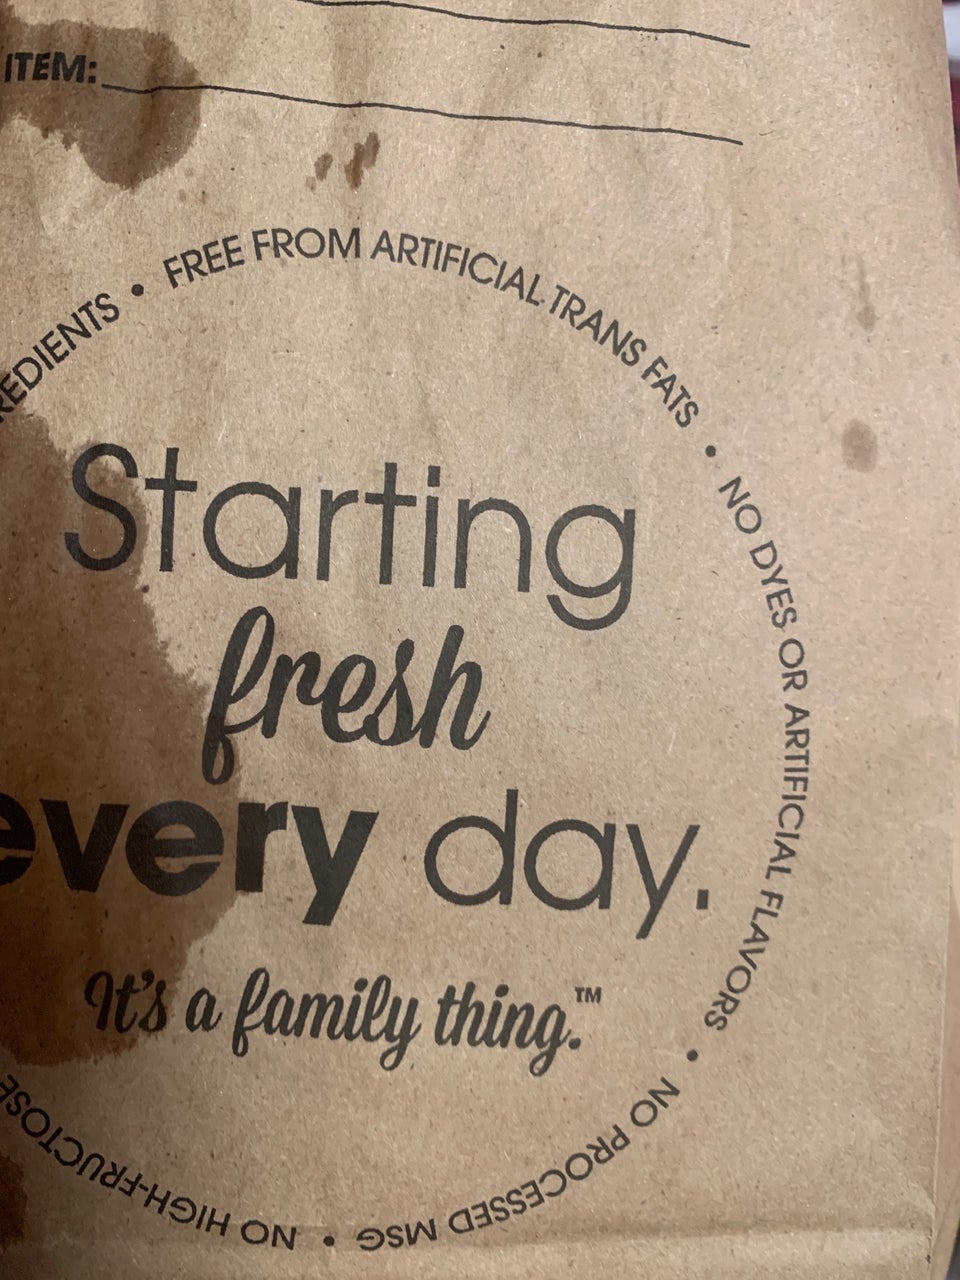 ITEM:
FREE FROM ARTIFICIAL TRANS FATS • NO DYES OR ARTIFICIAL FLAVORS • NO PROCESSED MSG • NO HIGH-FRUCTOSE
Starting
fresh
every day.
It's a family thing.™